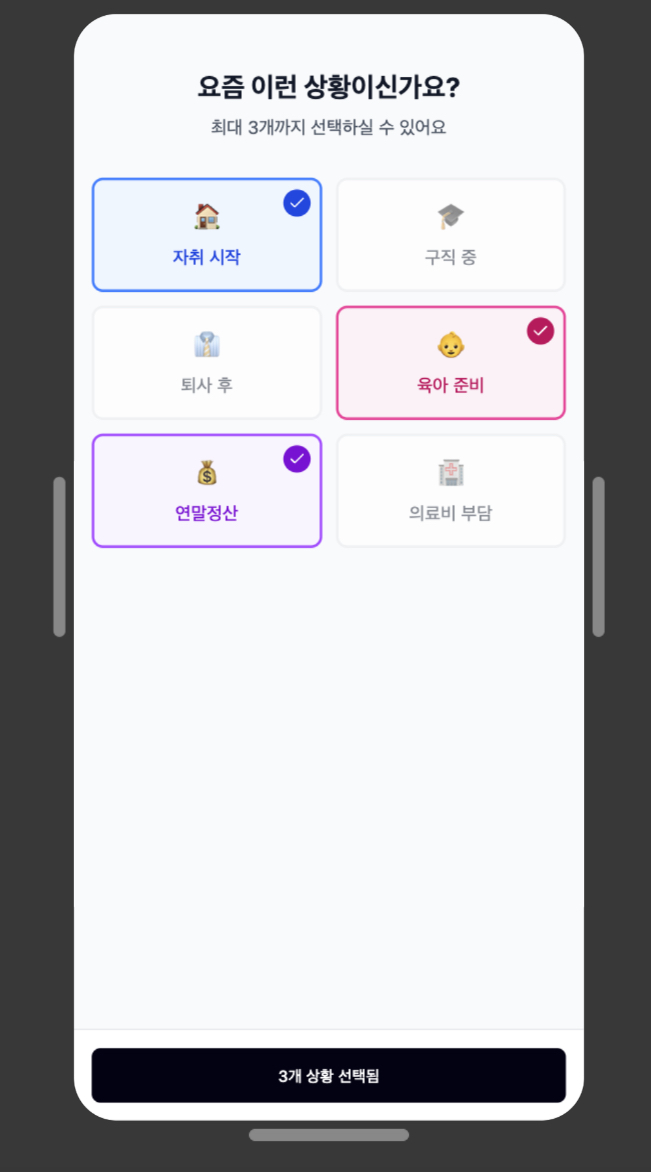 요즘 이런 상황이신가요?
최대 3개까지 선택하실 수 있어요
자취 시작
구직 중
퇴사 후
육아 준비
연말정산
의료비 부담
3개 상황 선택됨